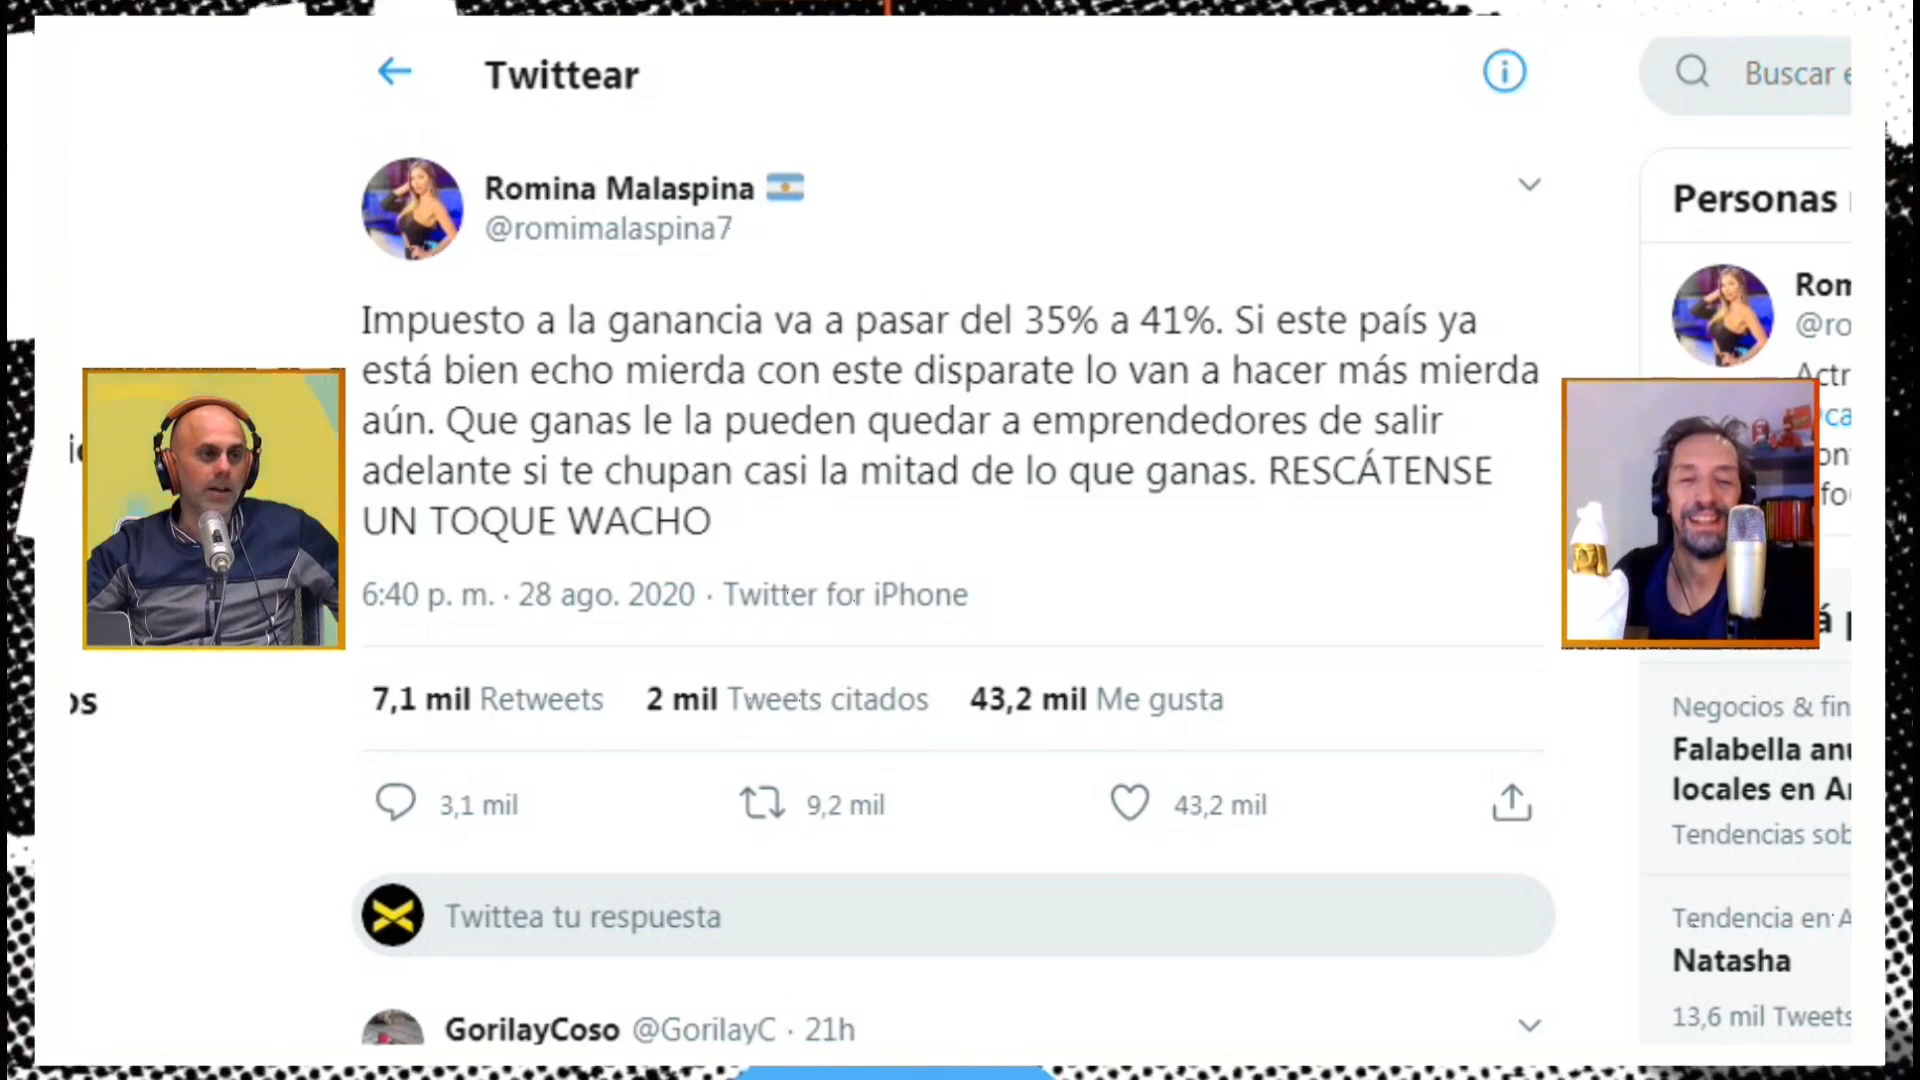 Twittear
Buscar e
Romina Malaspina
@romimalaspina7
Impuesto a la ganancia va a pasar del 35% a 41%. Si este país ya
está bien echo mierda con este disparate lo van a hacer más mierda
aún. Que ganas le la pueden quedar a emprendedores de salir
adelante si te chupan casi la mitad de lo que ganas. RESCÁTENSE
UN TOQUE WACHO
6:40 p. m. · 28 ago. 2020 · Twitter for iPhone
7,1 mil Retweets 2 mil Tweets citados 43,2 mil Me gusta
3,1 mil 9,2 mil 43,2 mil
Twittea tu respuesta
GorilayCoso @GorilayC · 21h
os
Personas
Rom
@ro
Actr
Negocios & fin
Falabella anu
locales en Ar
Tendencias sob
Tendencia en A
Natasha
13,6 mil Tweets